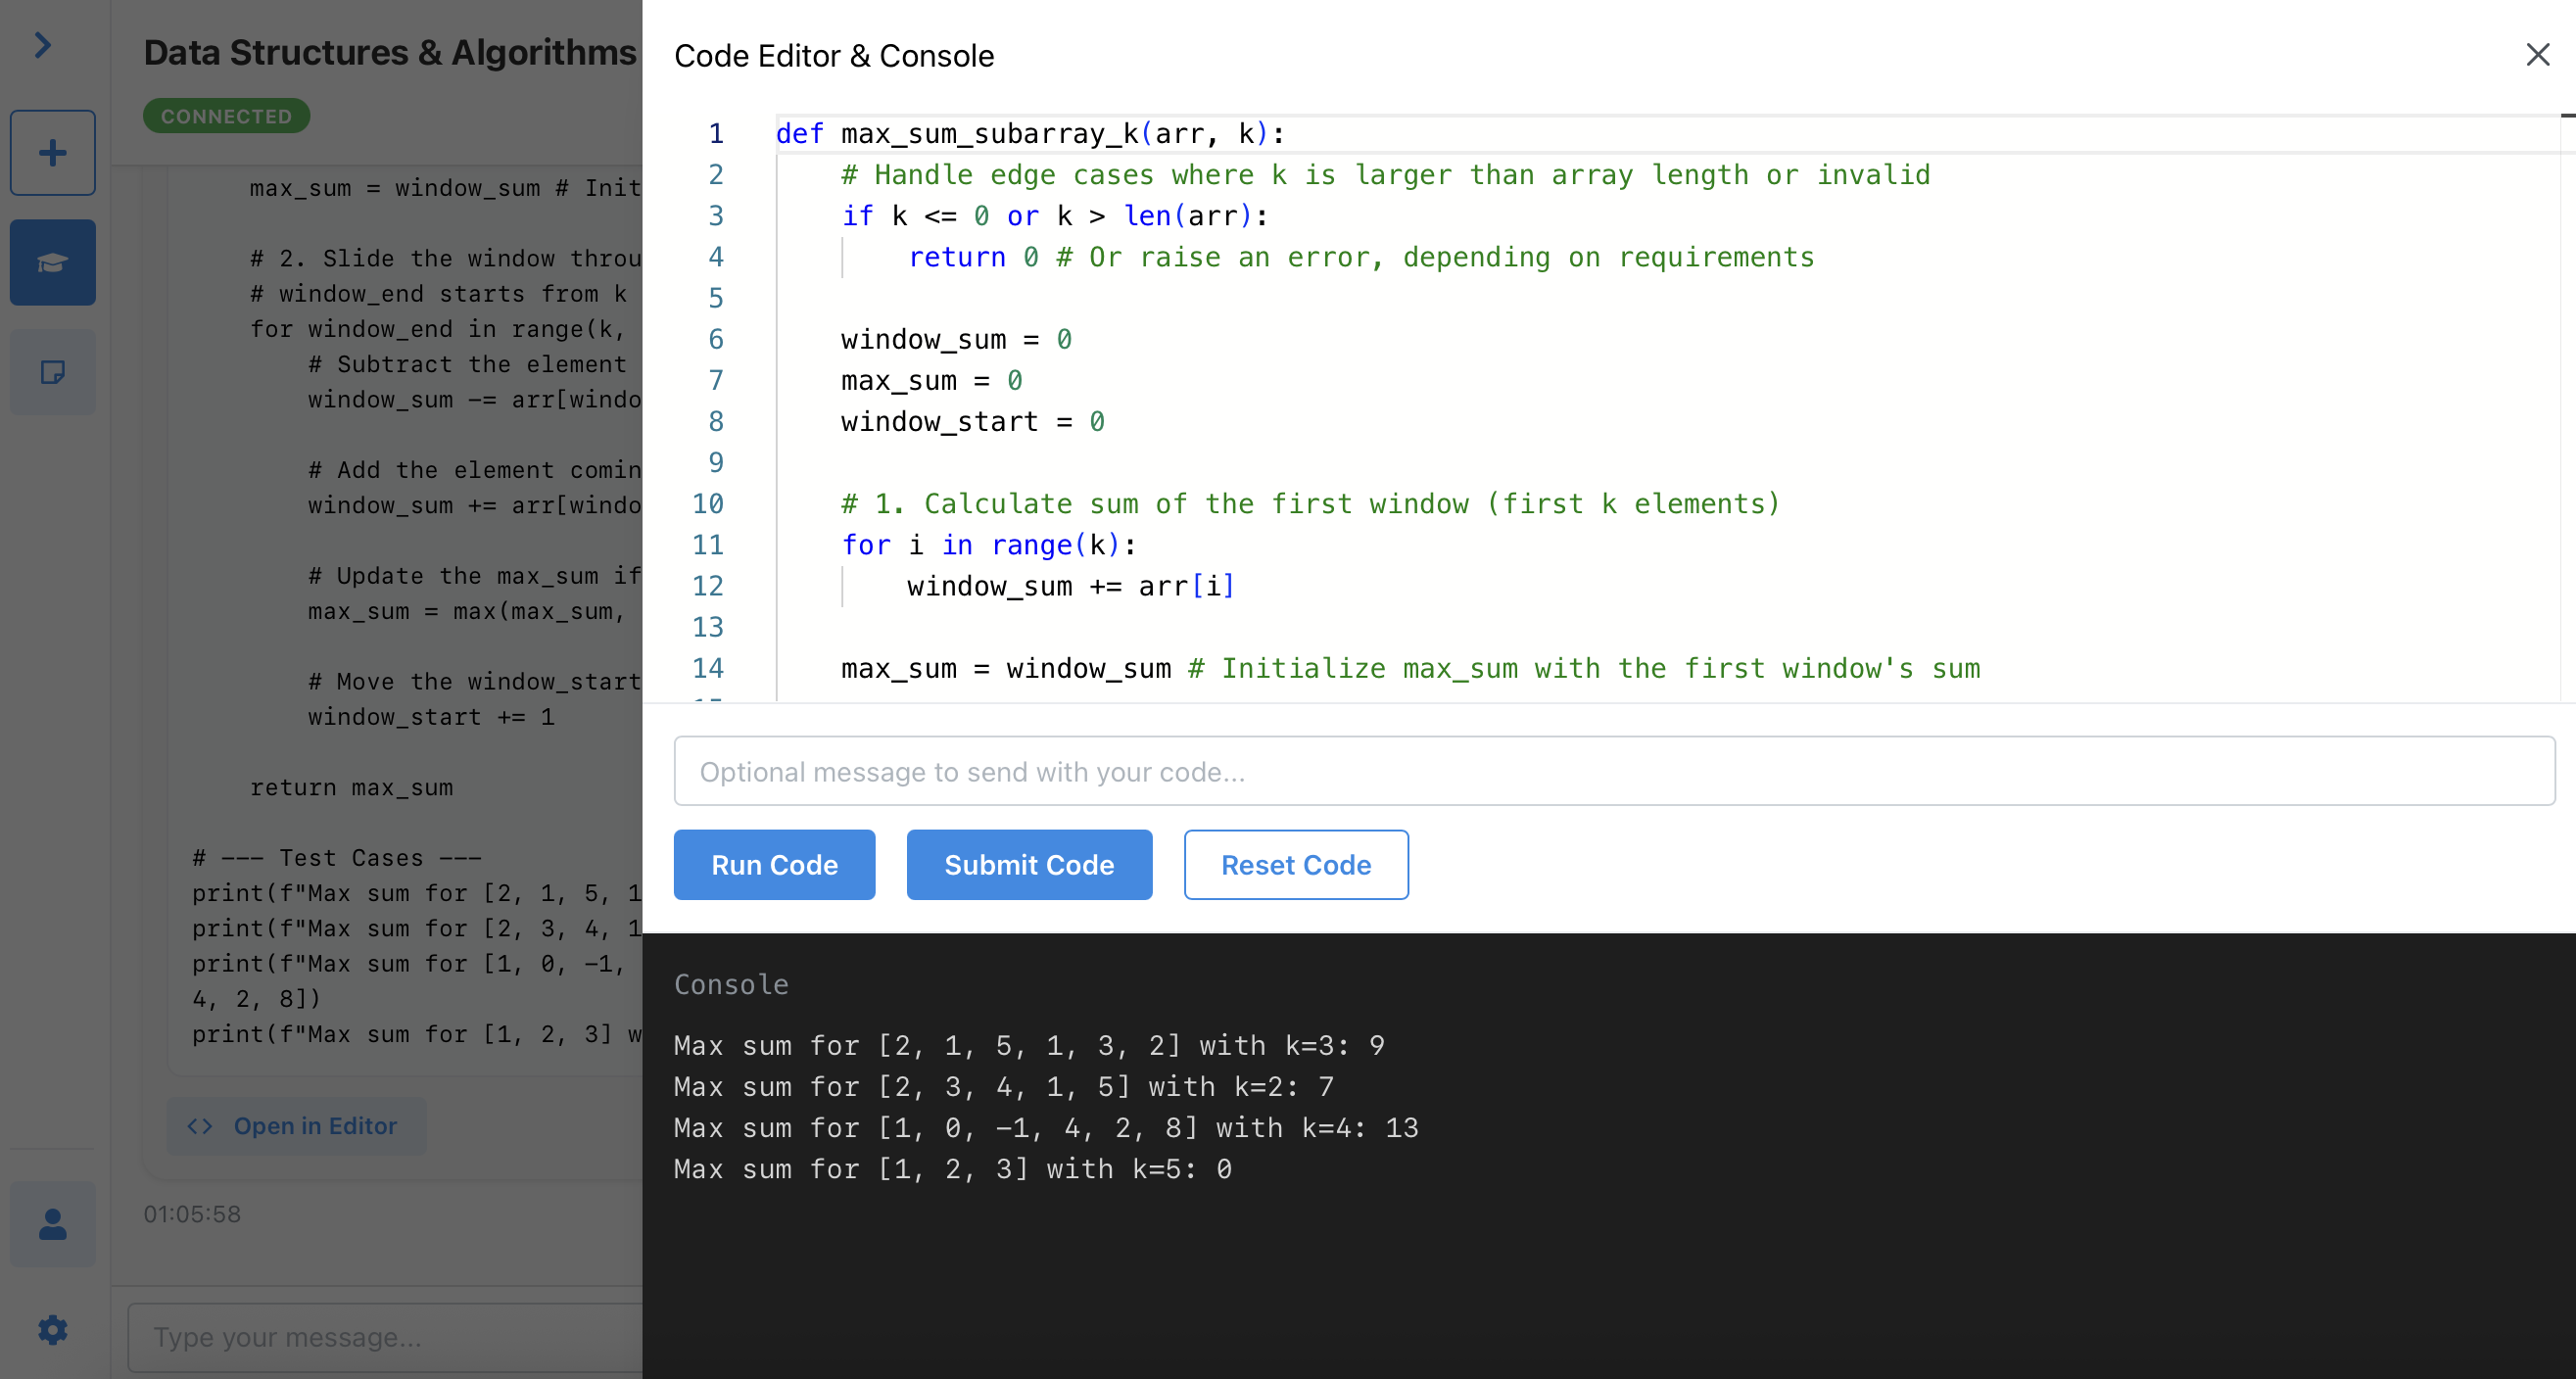 Data Structures & Algorithms
CONNECTED
max_sum = window_sum # Init
# 2. Slide the window throu
# window_end starts from k
for window_end in range(k,
# Subtract the element
window_sum -= arr[windo
# Add the element comin
window_sum += arr[windo
# Update the max_sum if
max_sum = max(max_sum,
# Move the window_start
window_start += 1
return max_sum
# --- Test Cases ---
print(f"Max sum for [2, 1, 5, 1
print(f"Max sum for [2, 3, 4, 1
print(f"Max sum for [1, 0, -1,
4, 2, 8])
print(f"Max sum for [1, 2, 3] w
<> Open in Editor
01:05:58
Type your message...
Code Editor & Console
1 def max_sum_subarray_k(arr, k):
2 # Handle edge cases where k is larger than array length or invalid
3 if k <= 0 or k > len(arr):
4 return 0 # Or raise an error, depending on requirements
5
6 window_sum = 0
7 max_sum = 0
8 window_start = 0
9
10 # 1. Calculate sum of the first window (first k elements)
11 for i in range(k):
12 window_sum += arr[i]
13
14 max_sum = window_sum # Initialize max_sum with the first window's sum
Optional message to send with your code...
Run Code Submit Code Reset Code
Console
Max sum for [2, 1, 5, 1, 3, 2] with k=3: 9
Max sum for [2, 3, 4, 1, 5] with k=2: 7
Max sum for [1, 0, -1, 4, 2, 8] with k=4: 13
Max sum for [1, 2, 3] with k=5: 0